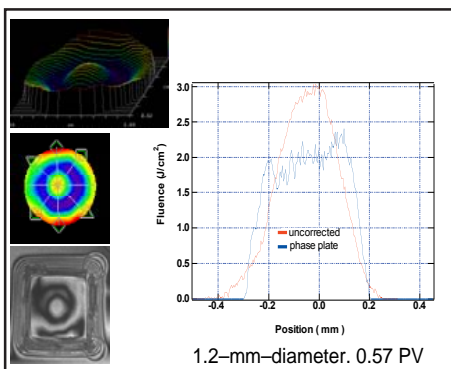 3.0
2.5
2.0
1.5
1.0
0.5
0.0
Fluence (J/cm2)
uncorrected
phase plate
-0.4
-0.2
0.0
0.2
0.4
Position ( mm )
1.2–mm–diameter. 0.57 PV